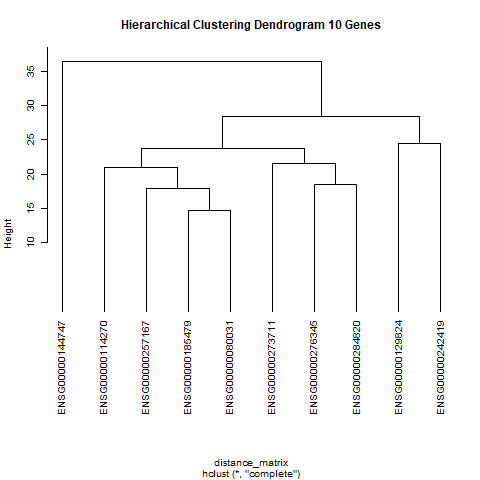 Hierarchical Clustering Dendrogram 10 Genes
Height
35
30
25
20
15
10
ENSG00000144747
ENSG00000114270
ENSG00000257167
ENSG00000185479
ENSG00000080031
ENSG00000273711
ENSG00000276345
ENSG00000284820
ENSG00000129824
ENSG00000242419
distance_matrix
hclust (*, "complete")